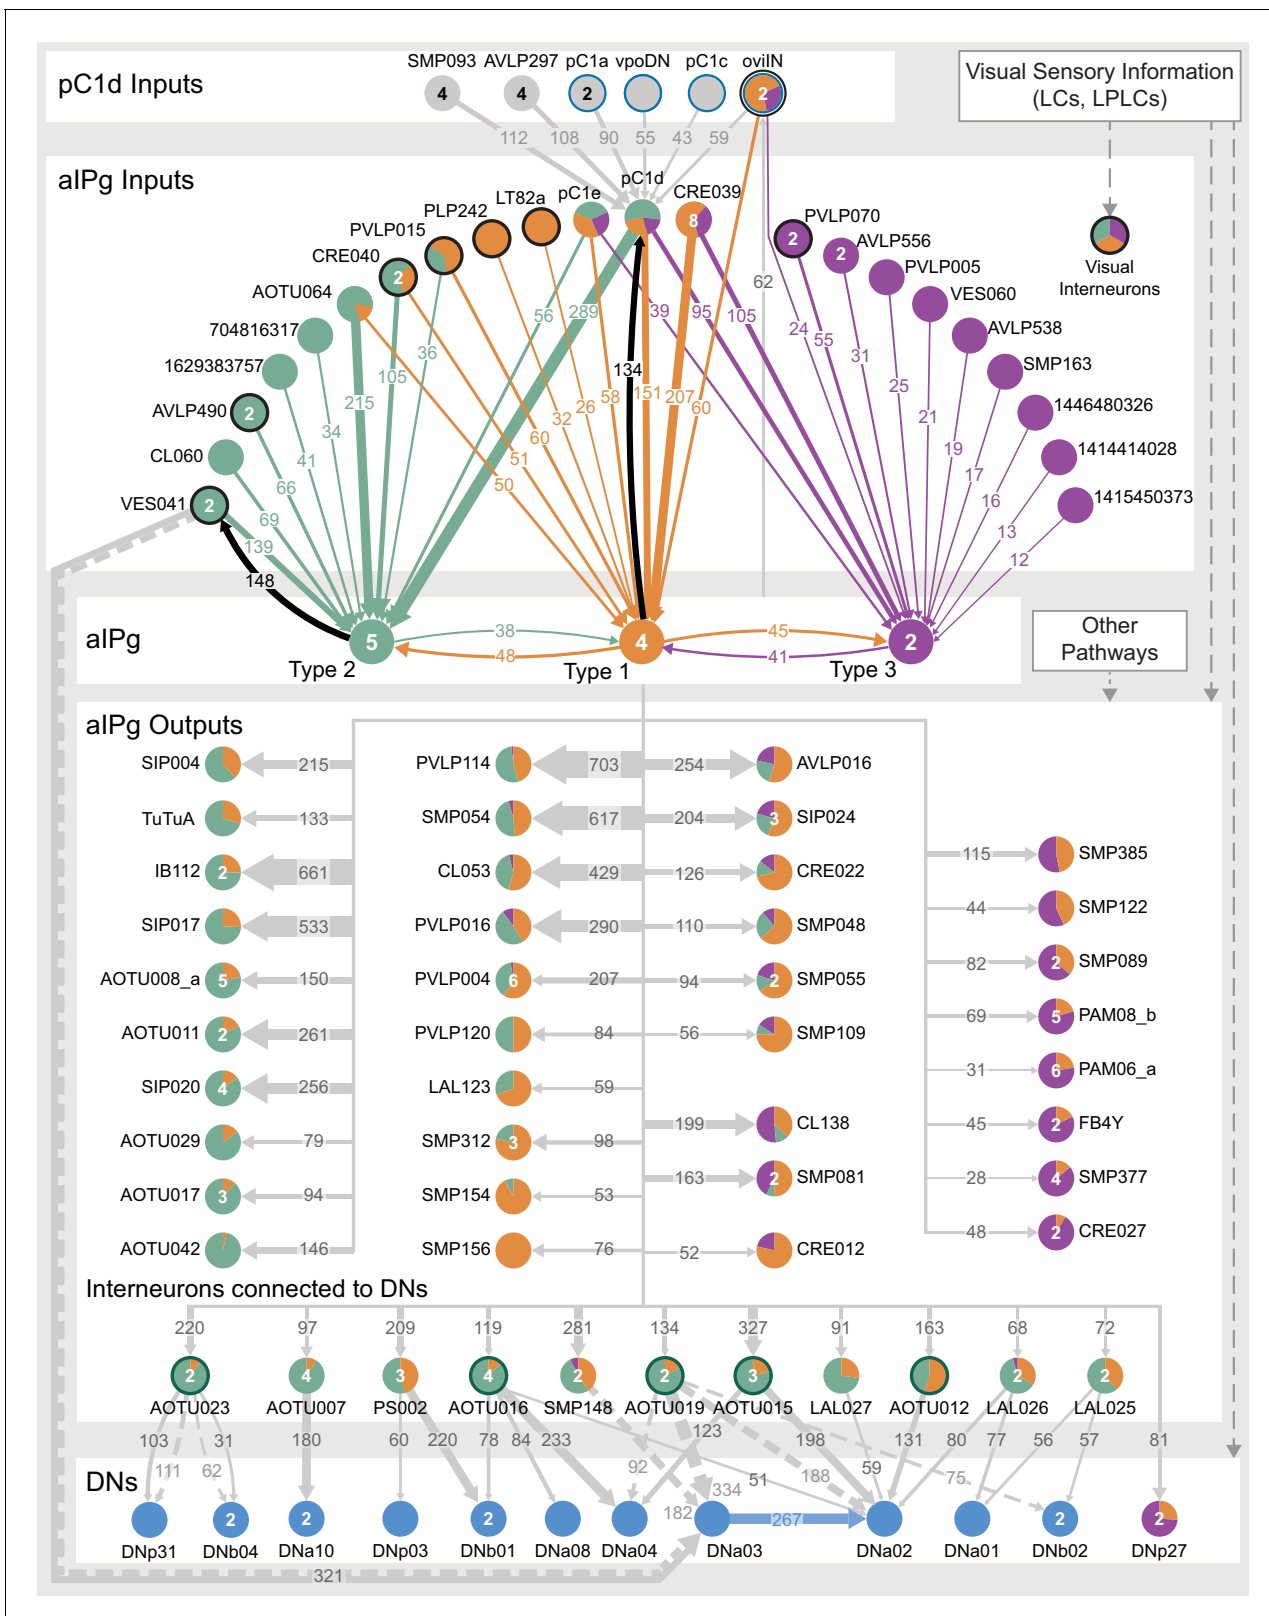 pC1d Inputs
SMP093 AVLP297 pC1a vpoDN pC1c oviIN
4 4 2 2
112 108 90 55 43 59
Visual Sensory Information
(LCs, LPLCs)
aIPg Inputs
VES041 2
CL060
AVLP490 2
1629383757
704816317
AOTU064
CRE040 2
PVLP015
PLP242
LT82a
pC1e
pC1d
CRE039 8
PVLP070 2
AVLP556 2
PVLP005
VES060
AVLP538
SMP163
1446480326
1414414028
1415450373
Visual
Interneurons
139 69 66 41 34 215 105 36 56 289
50 51 60 32 26 58 134 151 207 60
39 95 105 62 24 55 31 25 21 19 17 16 13 12
148
aIPg
5 38 48 4 45 41 2
Type 2 Type 1 Type 3
Other
Pathways
aIPg Outputs
SIP004 215
TuTuA 133
IB112 2 661
SIP017 533
AOTU008_a 5 150
AOTU011 2 261
SIP020 4 256
AOTU029 79
AOTU017 3 94
AOTU042 146
PVLP114 703
SMP054 617
CL053 429
PVLP016 290
PVLP004 6 207
PVLP120 84
LAL123 59
SMP312 3 98
SMP154 53
SMP156 76
254 AVLP016
204 3 SIP024
126 CRE022
110 SMP048
94 2 SMP055
56 SMP109
199 CL138
163 2 SMP081
52 CRE012
115 SMP385
44 SMP122
82 2 SMP089
69 5 PAM08_b
31 6 PAM06_a
45 2 FB4Y
28 4 SMP377
48 2 CRE027
Interneurons connected to DNs
220 97 209 119 281 134 327 91 163 68 72
2 4 3 4 2 2 3 2 2
AOTU023 AOTU007 PS002 AOTU016 SMP148 AOTU019 AOTU015 LAL027 AOTU012 LAL026 LAL025
103 111 62 31 180 60 220 78 84 233 92 182 123 334 51 198 188 59 131 80 75 77 56 57 81
DNs
2 2 2 267 2 2
DNp31 DNb04 DNa10 DNp03 DNb01 DNa08 DNa04 DNa03 DNa02 DNa01 DNb02 DNp27
321